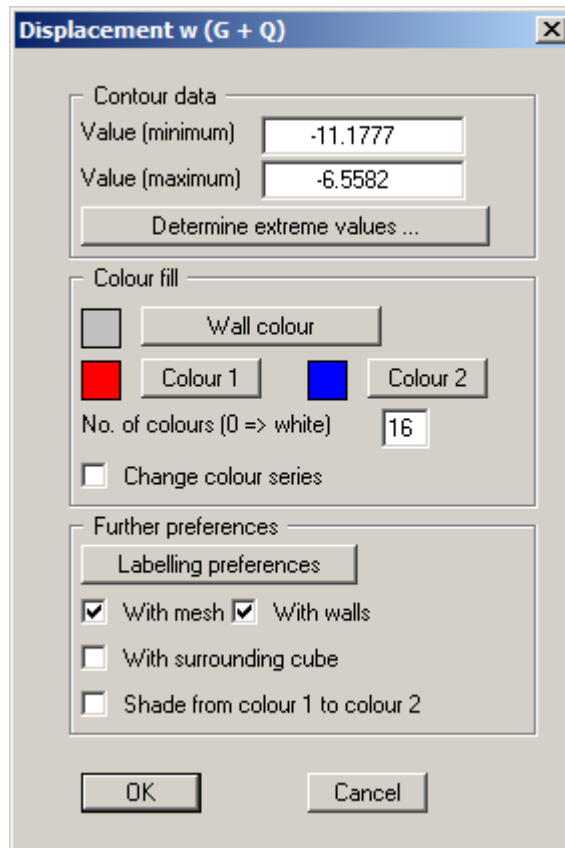 Displacement w (G + Q)
Contour data
Value (minimum) -11.1777
Value (maximum) -6.5582
Determine extreme values ...
Colour fill
Wall colour
Colour 1 Colour 2
No. of colours (0 => white) 16
Change colour series
Further preferences
Labelling preferences
With mesh With walls
With surrounding cube
Shade from colour 1 to colour 2
OK Cancel